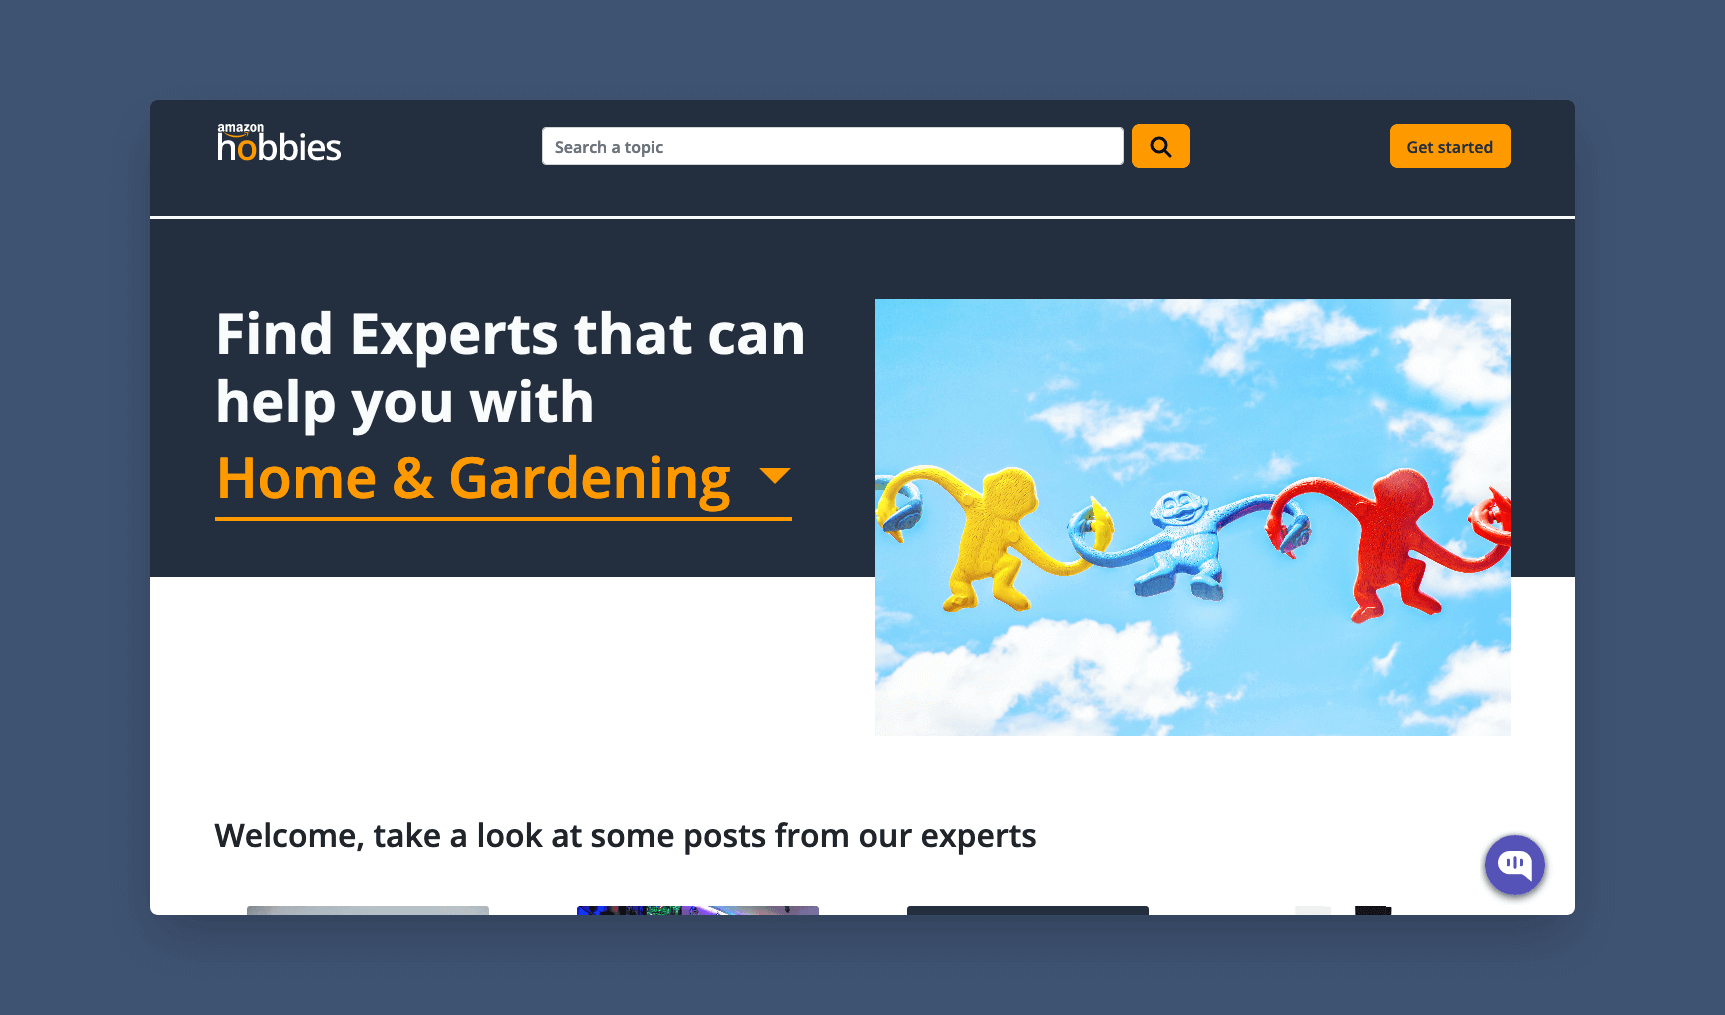 amazon
hobbies
Search a topic
Get started
Find Experts that can
help you with
Home & Gardening
Welcome, take a look at some posts from our experts